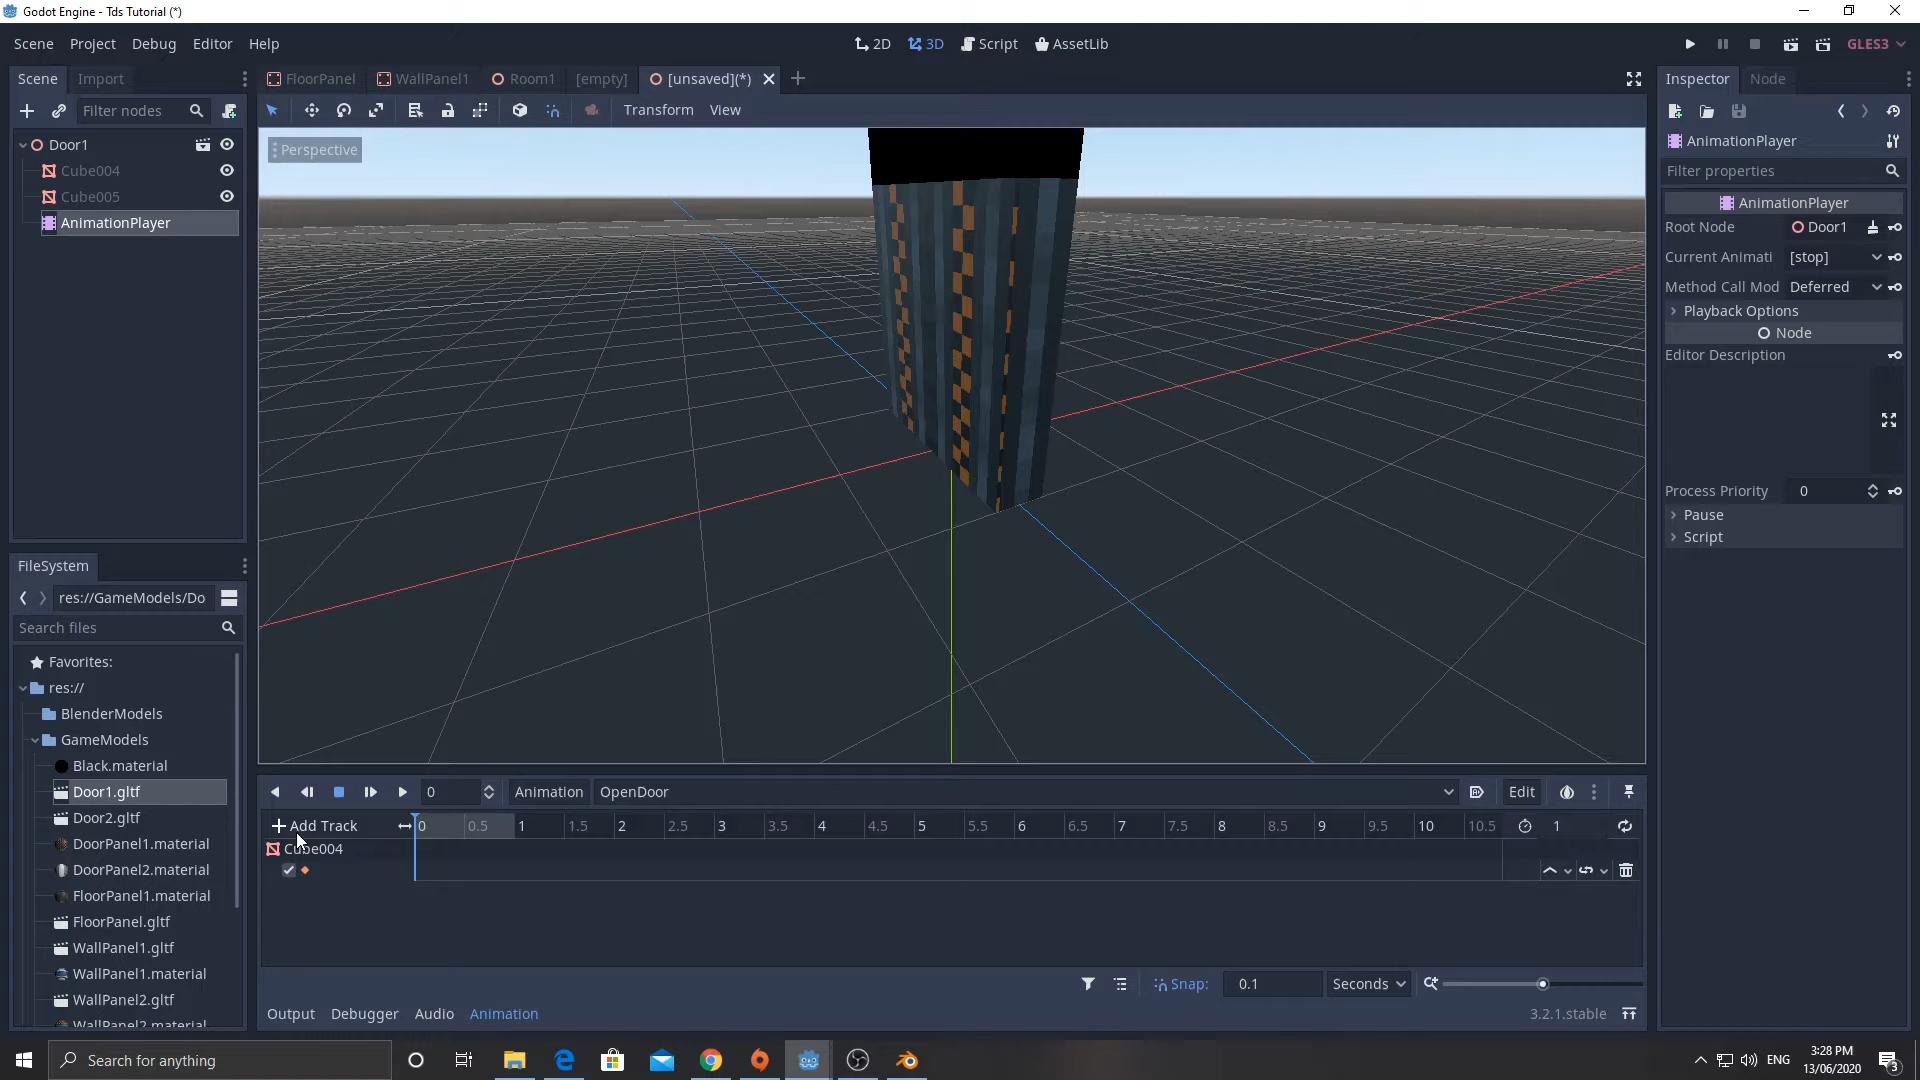 Godot Engine - Tds Tutorial (*)
Scene Project Debug Editor Help
2D 3D Script AssetLib
GLES3
Scene Import
FloorPanel WallPanel1 Room1 [empty] [unsaved](*)
Inspector Node
Filter nodes
Transform View
Door1
Cube004
Cube005
AnimationPlayer
Perspective
AnimationPlayer
Filter properties
AnimationPlayer
Root Node Door1
Current Animati [stop]
Method Call Mod Deferred
Playback Options
Node
Editor Description
Process Priority 0
Pause
Script
FileSystem
res://GameModels/Do
Search files
Favorites:
res://
BlenderModels
GameModels
Black.material
Door1.gltf
Door2.gltf
DoorPanel1.material
DoorPanel2.material
FloorPanel1.material
FloorPanel.gltf
WallPanel1.gltf
WallPanel1.material
WallPanel2.gltf
WallPanel2.material
0 Animation OpenDoor Edit
Add Track 0 0.5 1 1.5 2 2.5 3 3.5 4 4.5 5 5.5 6 6.5 7 7.5 8 8.5 9 9.5 10 10.5 1
Cube004
Snap: 0.1 Seconds
Output Debugger Audio Animation 3.2.1.stable
Search for anything
ENG
3:28 PM
13/06/2020
3